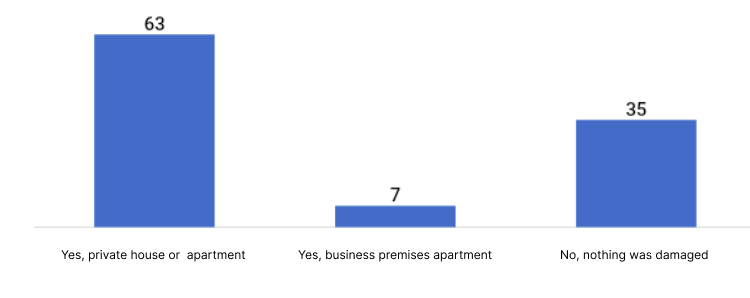 63
7
35
Yes, private house or  apartment
Yes, business premises apartment
No, nothing was damaged